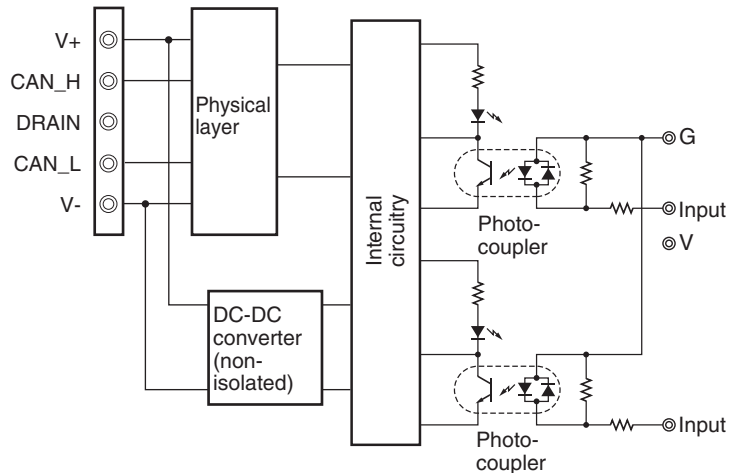 V+
CAN_H
DRAIN
CAN_L
V-
Physical
layer
DC-DC
converter
(non-
isolated)
Internal
circuitry
Photo-
coupler
G
Input
V
Photo-
coupler
Input